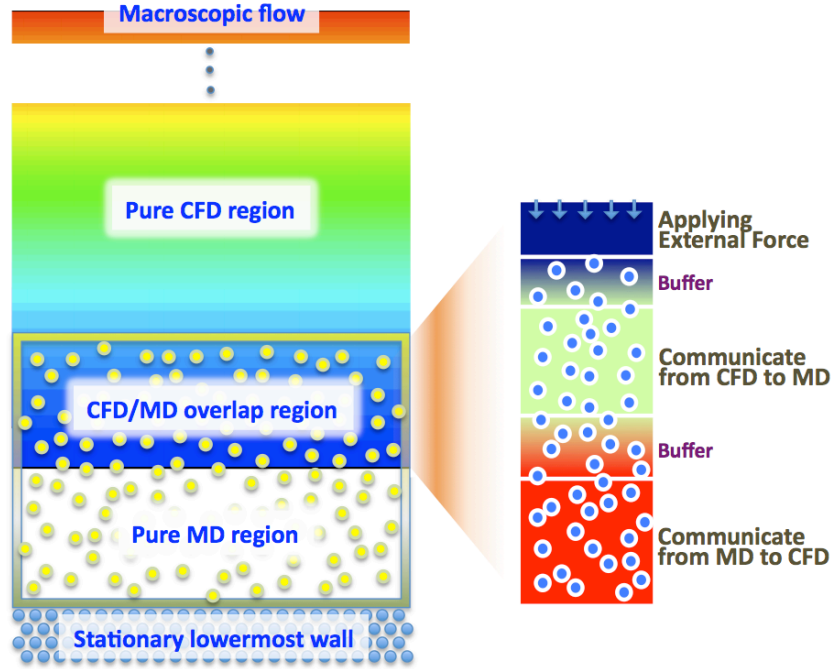 Macroscopic flow
Pure CFD region
CFD/MD overlap region
Pure MD region
Stationary lowermost wall
Applying
External Force
Buffer
Communicate
from CFD to MD
Buffer
Communicate
from MD to CFD